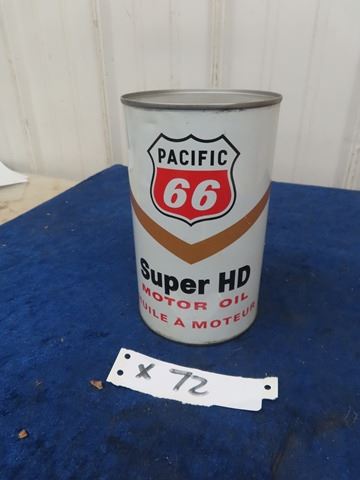 PACIFIC
66
Super HD
MOTOR OIL
HUILE À MOTEUR
x 72